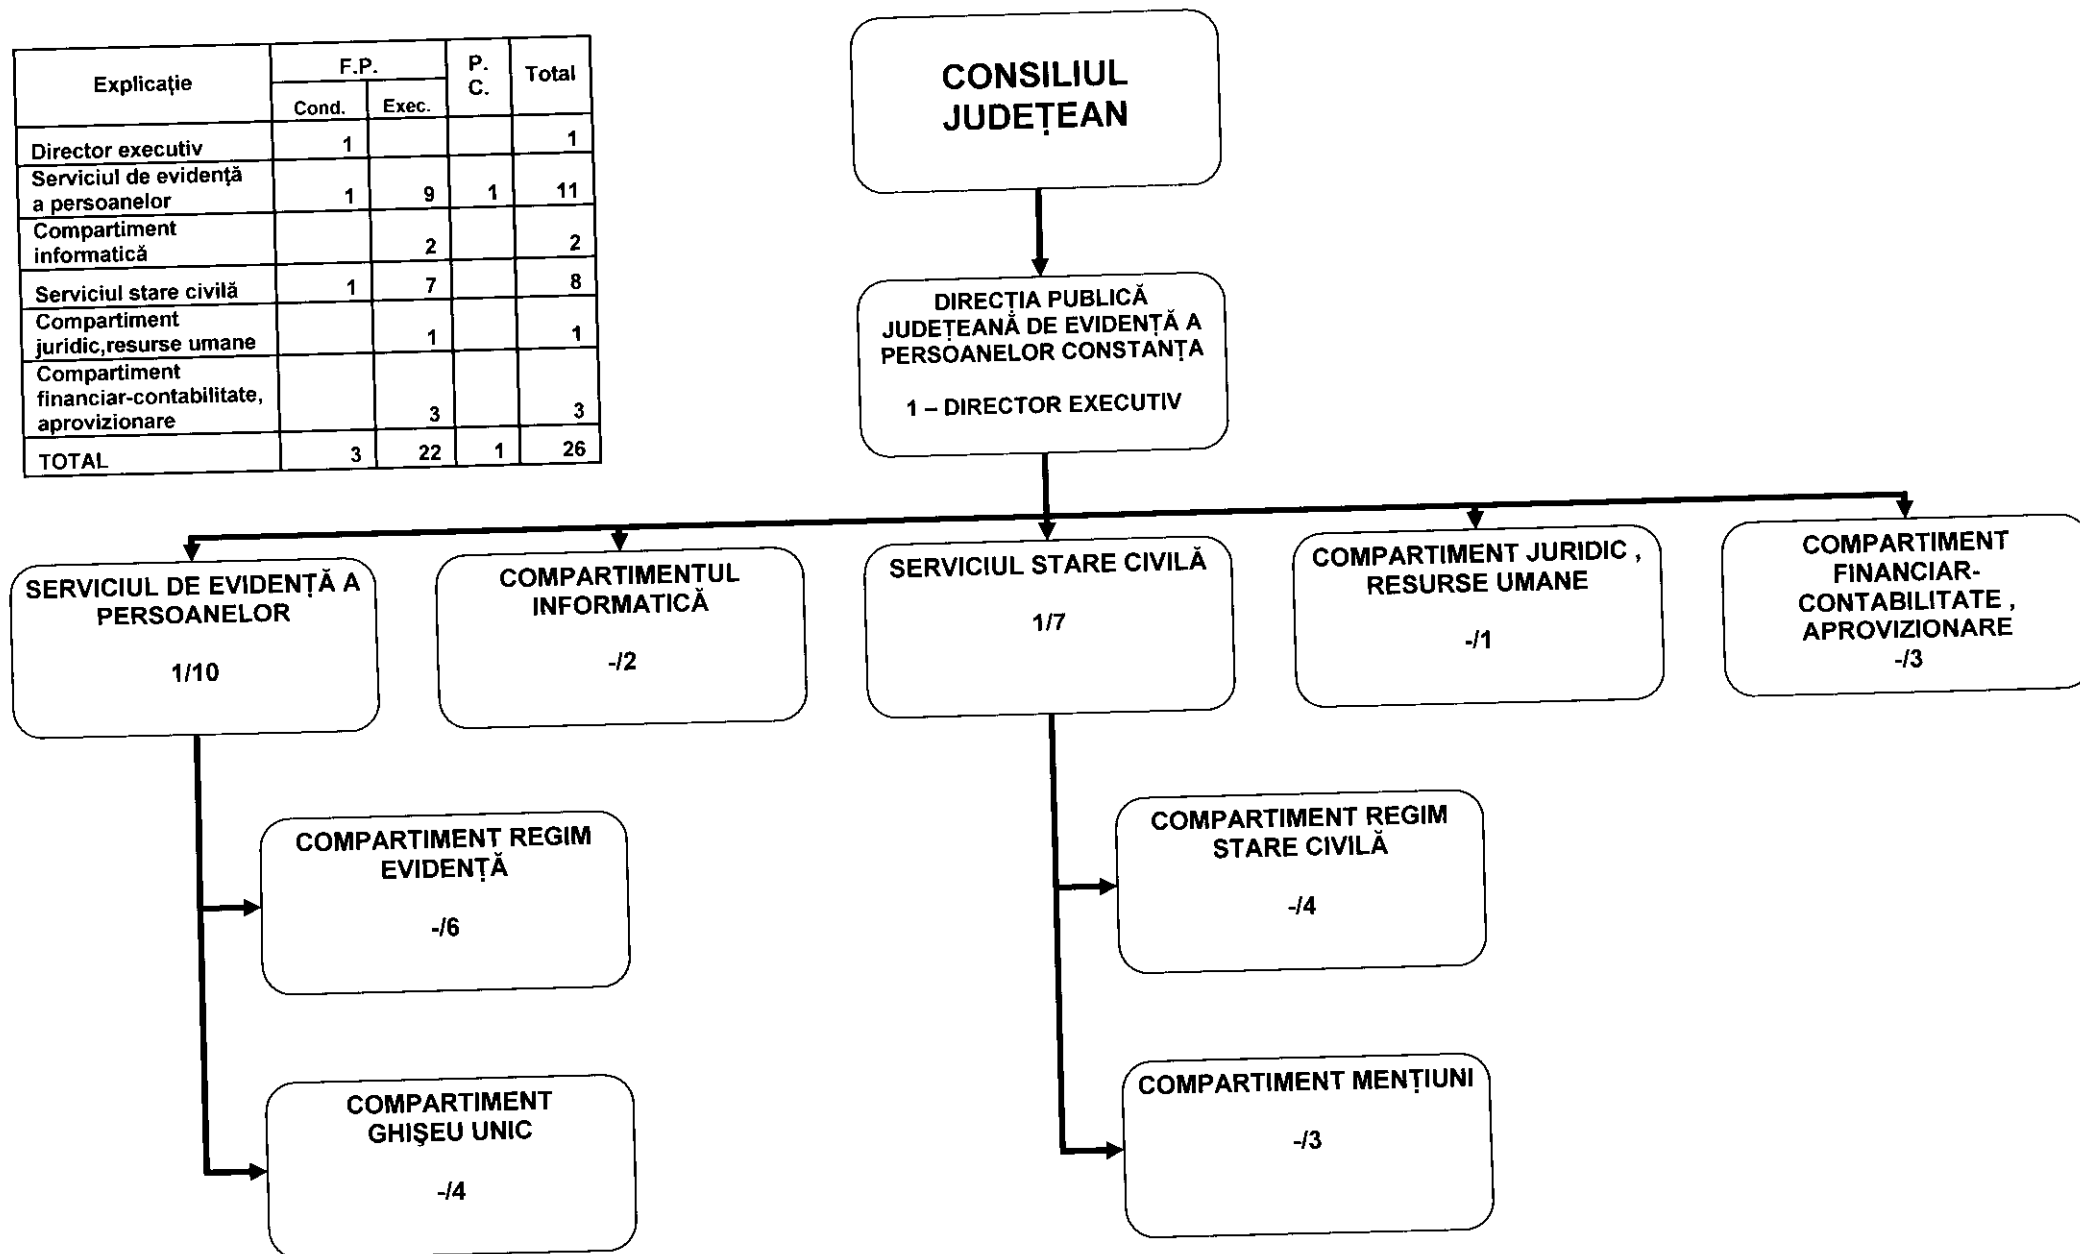 Explicație F.P. P. C. Total
Cond. Exec.
Director executiv 1 1
Serviciul de evidență
a persoanelor 1 9 1 11
Compartiment
informatică 2 2
Serviciul stare civilă 1 7 8
Compartiment
juridic,resurse umane 1 1
Compartiment
financiar-contabilitate,
aprovizionare 3 3
TOTAL 3 22 1 26
CONSILIUL
JUDEȚEAN
DIRECȚIA PUBLICĂ
JUDEȚEANĂ DE EVIDENȚĂ A
PERSOANELOR CONSTANȚA
1 – DIRECTOR EXECUTIV
SERVICIUL DE EVIDENȚĂ A
PERSOANELOR
1/10
COMPARTIMENTUL
INFORMATICĂ
-/2
SERVICIUL STARE CIVILĂ
1/7
COMPARTIMENT JURIDIC ,
RESURSE UMANE
-/1
COMPARTIMENT
FINANCIAR-
CONTABILITATE ,
APROVIZIONARE
-/3
COMPARTIMENT REGIM
EVIDENȚĂ
-/6
COMPARTIMENT
GHIŞEU UNIC
-/4
COMPARTIMENT REGIM
STARE CIVILĂ
-/4
COMPARTIMENT MENȚIUNI
-/3